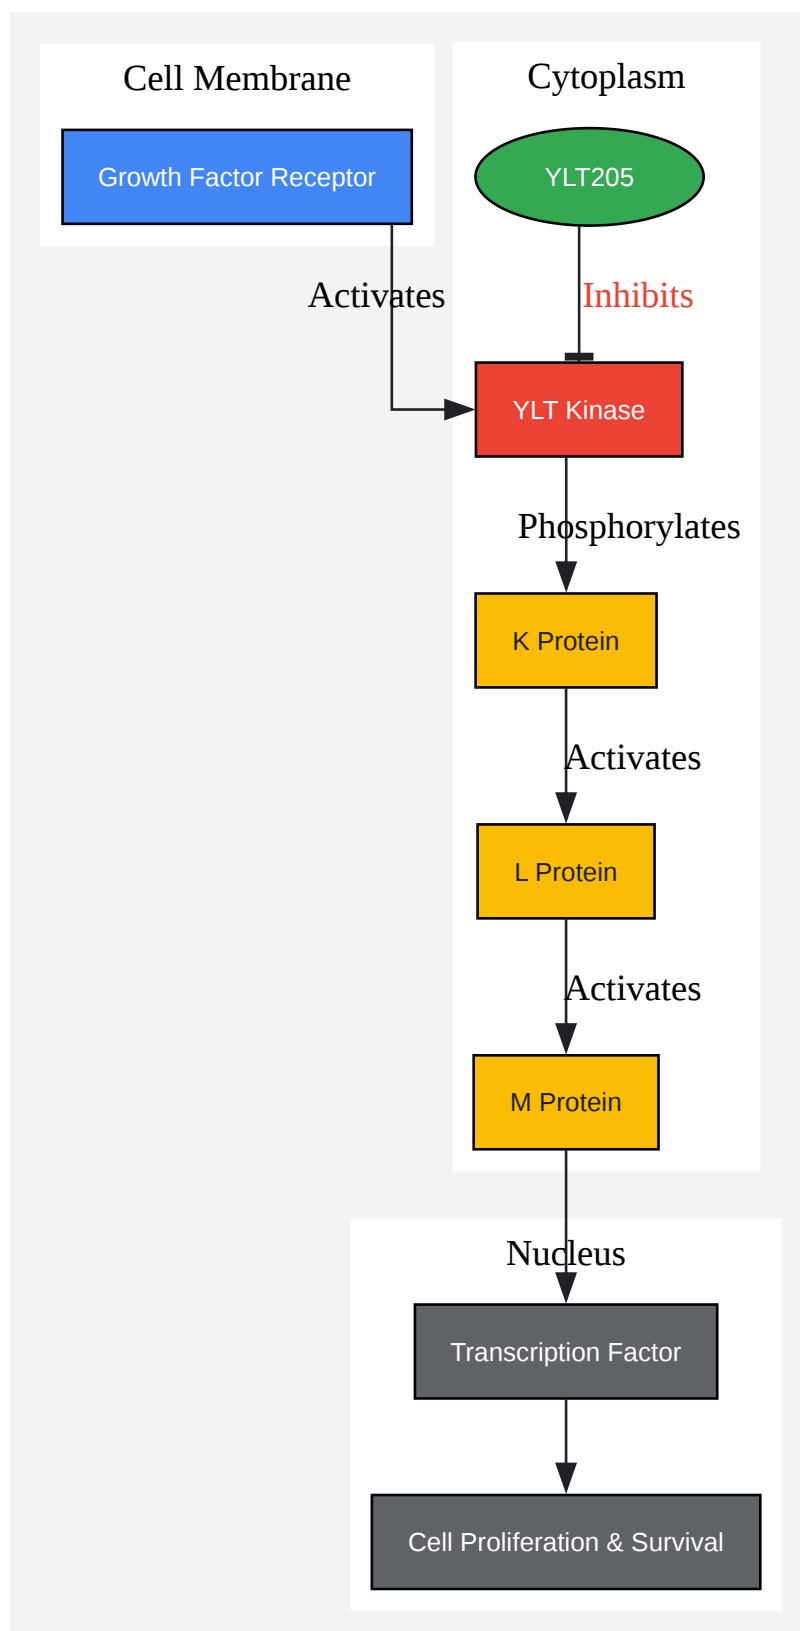 Cell Membrane
Cytoplasm
Growth Factor Receptor
YLT205
Activates
Inhibits
YLT Kinase
Phosphorylates
K Protein
Activates
L Protein
Activates
M Protein
Nucleus
Transcription Factor
Cell Proliferation & Survival